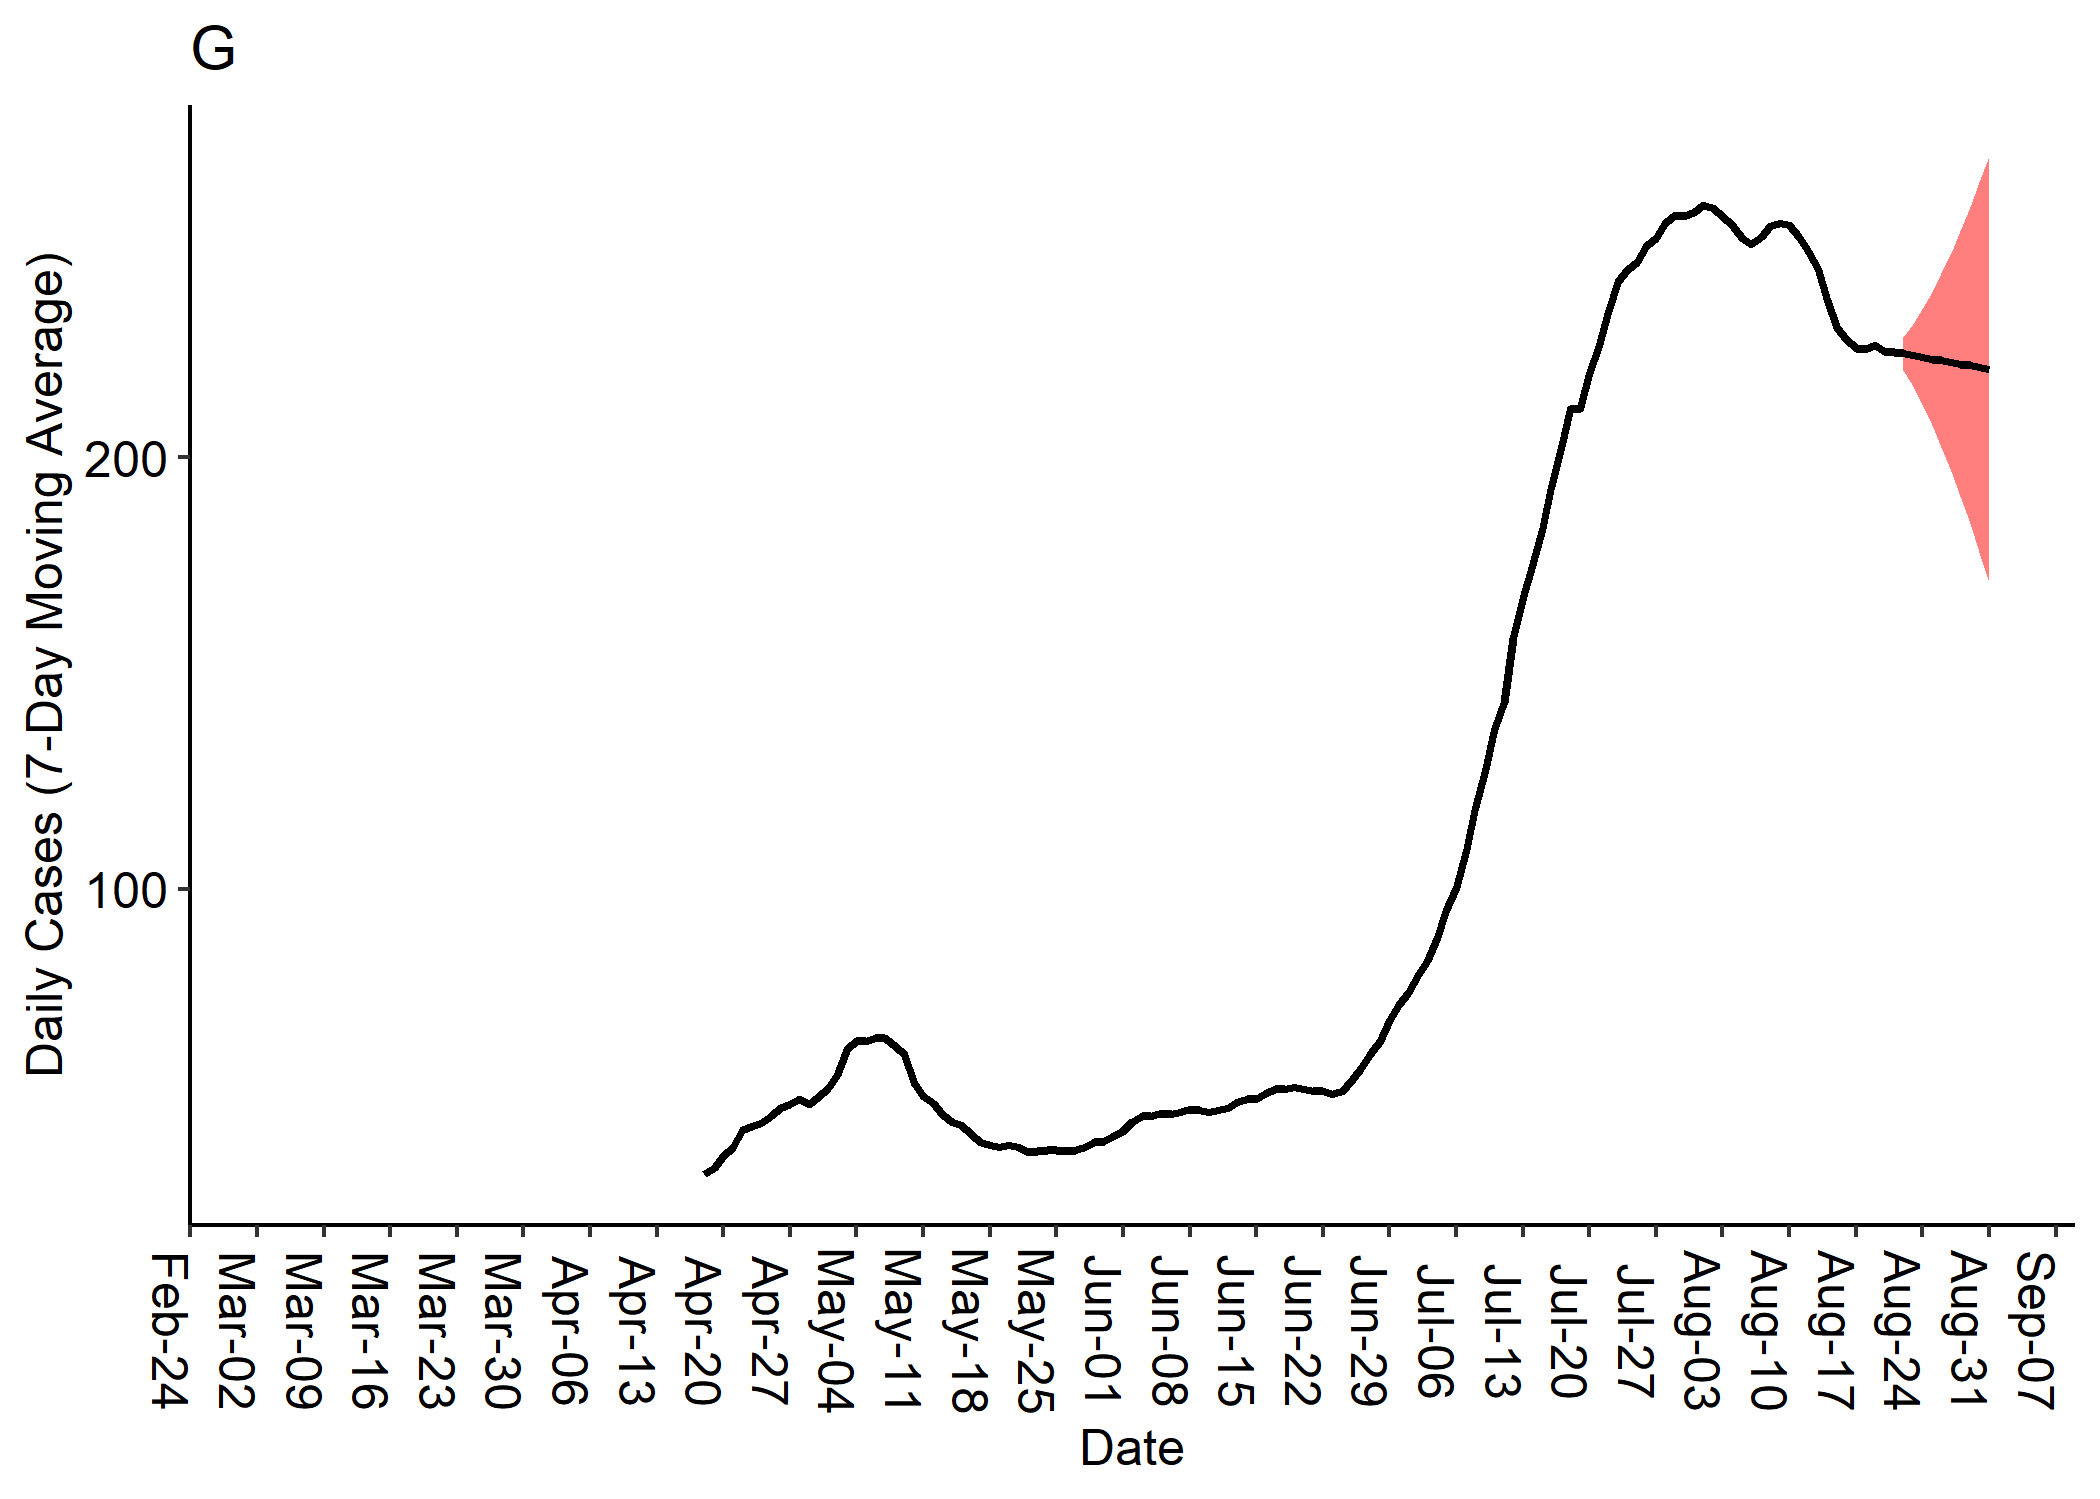 G
Daily Cases (7-Day Moving Average)
200
100
Feb-24
Mar-02
Mar-09
Mar-16
Mar-23
Mar-30
Apr-06
Apr-13
Apr-20
Apr-27
May-04
May-11
May-18
May-25
Jun-01
Jun-08
Jun-15
Jun-22
Jun-29
Jul-06
Jul-13
Jul-20
Jul-27
Aug-03
Aug-10
Aug-17
Aug-24
Aug-31
Sep-07
Date